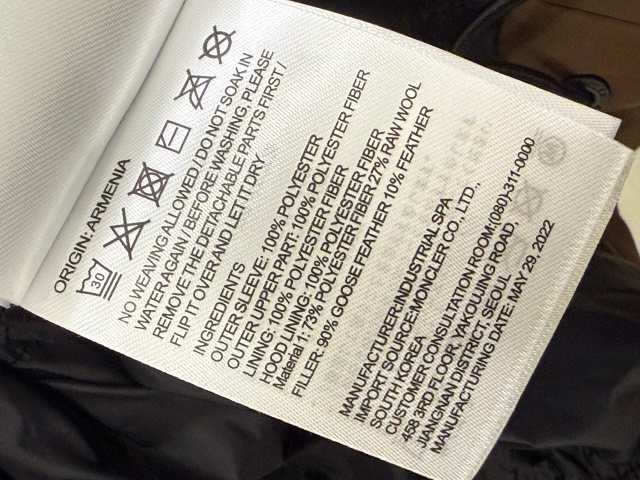 ORIGIN: ARMENIA
30
NO WEAVING ALLOWED / DO NOT SOAK IN
WATER AGAIN / BEFORE WASHING, PLEASE
REMOVE THE DETACHABLE PARTS FIRST /
FLIP IT OVER AND LET IT DRY
INGREDIENTS
OUTER SLEEVE: 100% POLYESTER
OUTER UPPER PART: 100% POLYESTER FIBER
LINING: 100% POLYESTER FIBER
HOOD LINING: 100% POLYESTER FIBER
Material 1:73% POLYESTER FIBER 27% RAW WOOL
FILLER: 90% GOOSE FEATHER 10% FEATHER
MANUFACTURER:INDUSTRIAL SPA
IMPORT SOURCE:MONCLER CO., LTD.,
SOUTH KOREA
CUSTOMER CONSULTATION ROOM:(080)-311-0000
458 3RD FLOOR, YAKOUJING ROAD,
JIANGNAN DISTRICT, SEOUL
MANUFACTURING DATE: MAY 29, 2022